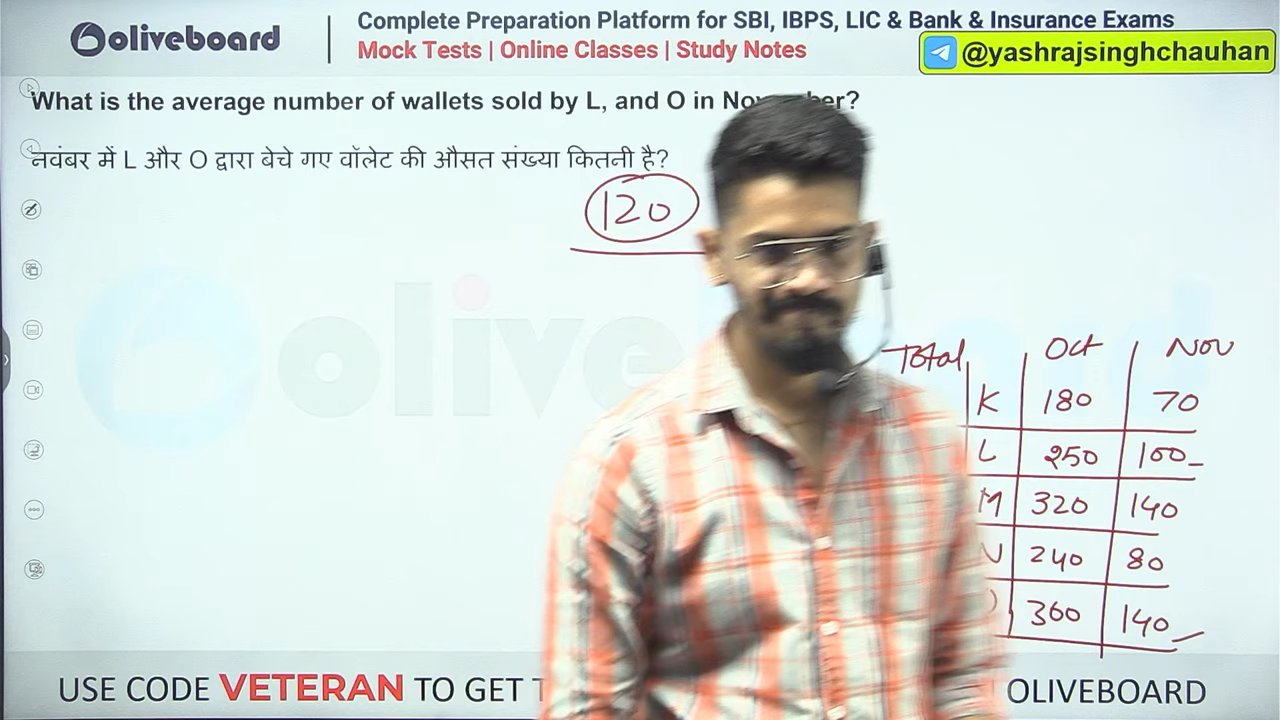 oliveboard
Complete Preparation Platform for SBI, IBPS, LIC & Bank & Insurance Exams
Mock Tests | Online Classes | Study Notes
@yashrajsinghchauhan
What is the average number of wallets sold by L, and O in
नवंबर में L और O द्वारा बेचे गए वॉलेट की औसत संख्या कितनी है?
120
Total Oct Nov
K 180 70
L 250 100
M 320 140
240 80
360 140
USE CODE VETERAN TO GET
OLIVEBOARD